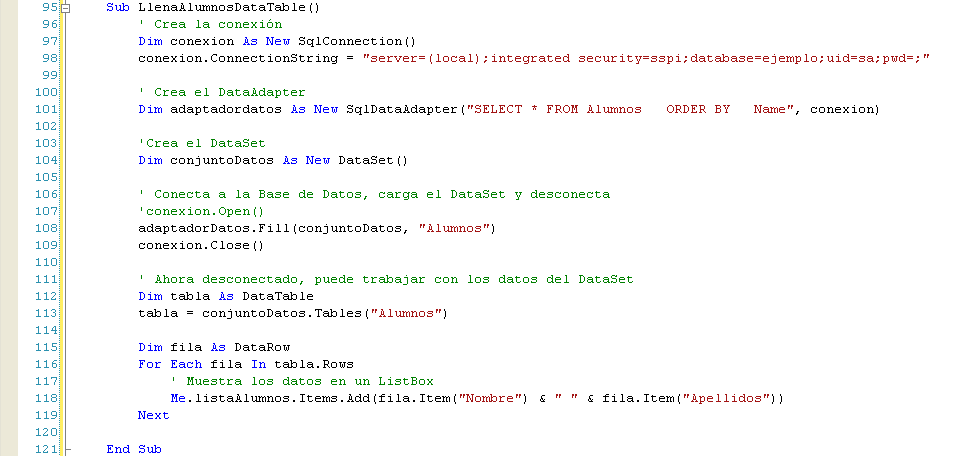 95 Sub LlenaAlumnosDataTable()
96 ' Crea la conexión
97 Dim conexion As New SqlConnection()
98 conexion.ConnectionString = "server=(local);integrated security=sspi;database=ejemplo;uid=sa;pwd=;"
99
100 ' Crea el DataAdapter
101 Dim adaptadordatos As New SqlDataAdapter("SELECT * FROM Alumnos   ORDER BY   Name", conexion)
102
103 'Crea el DataSet
104 Dim conjuntoDatos As New DataSet()
105
106 ' Conecta a la Base de Datos, carga el DataSet y desconecta
107 'conexion.Open()
108 adaptadorDatos.Fill(conjuntoDatos, "Alumnos")
109 conexion.Close()
110
111 ' Ahora desconectado, puede trabajar con los datos del DataSet
112 Dim tabla As DataTable
113 tabla = conjuntoDatos.Tables("Alumnos")
114
115 Dim fila As DataRow
116 For Each fila In tabla.Rows
117 ' Muestra los datos en un ListBox
118 Me.listaAlumnos.Items.Add(fila.Item("Nombre") & " " & fila.Item("Apellidos"))
119 Next
120
121 End Sub